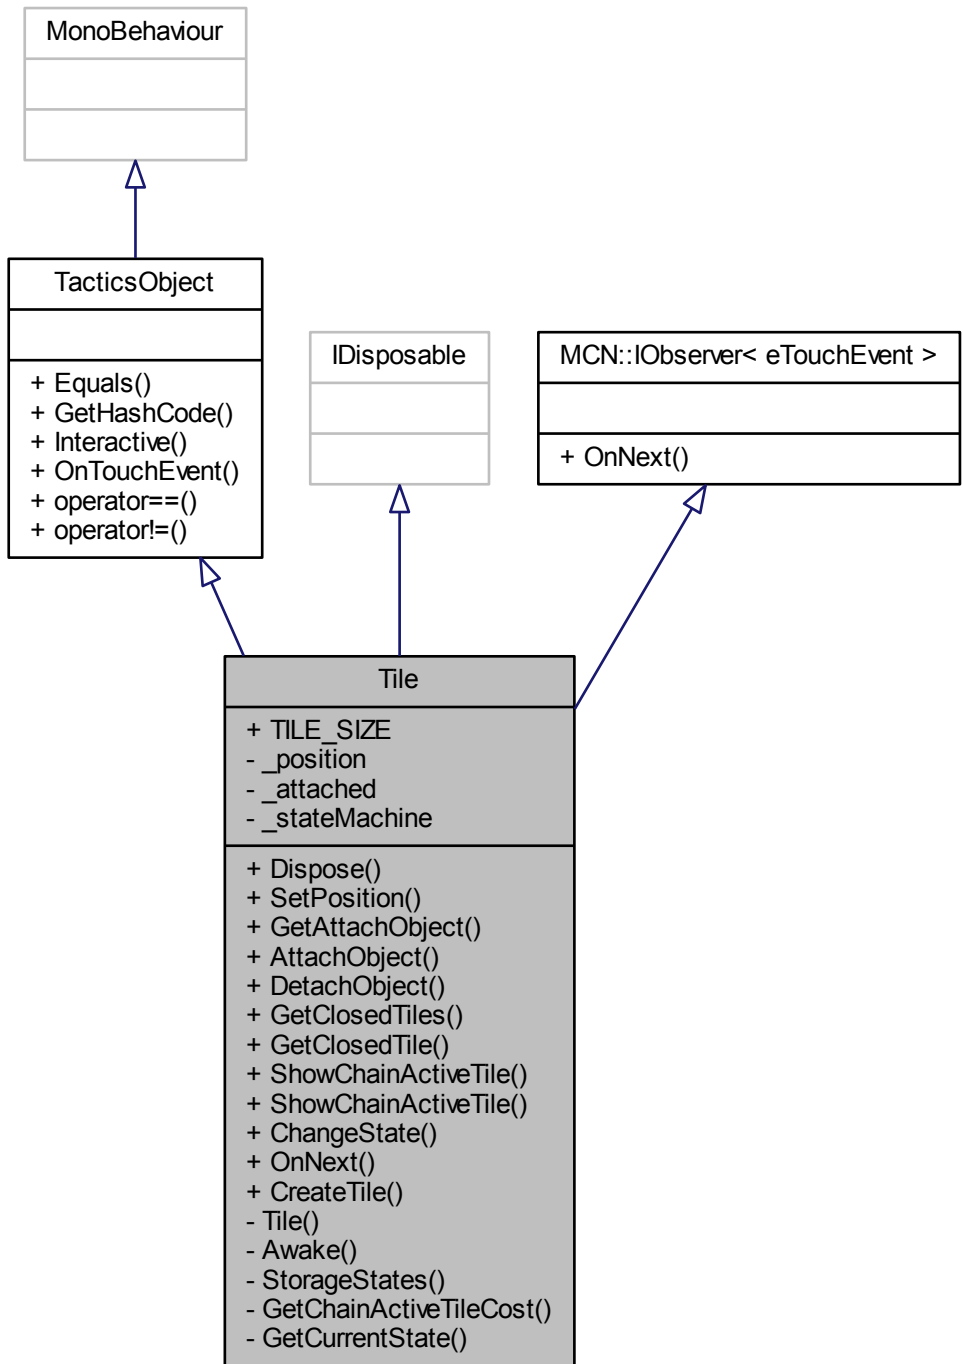 MonoBehaviour
TacticsObject
+ Equals()
+ GetHashCode()
+ Interactive()
+ OnTouchEvent()
+ operator==()
+ operator!=()
IDisposable
MCN::IObserver< eTouchEvent >
+ OnNext()
Tile
+ TILE_SIZE
- _position
- _attached
- _stateMachine
+ Dispose()
+ SetPosition()
+ GetAttachObject()
+ AttachObject()
+ DetachObject()
+ GetClosedTiles()
+ GetClosedTile()
+ ShowChainActiveTile()
+ ShowChainActiveTile()
+ ChangeState()
+ OnNext()
+ CreateTile()
- Tile()
- Awake()
- StorageStates()
- GetChainActiveTileCost()
- GetCurrentState()